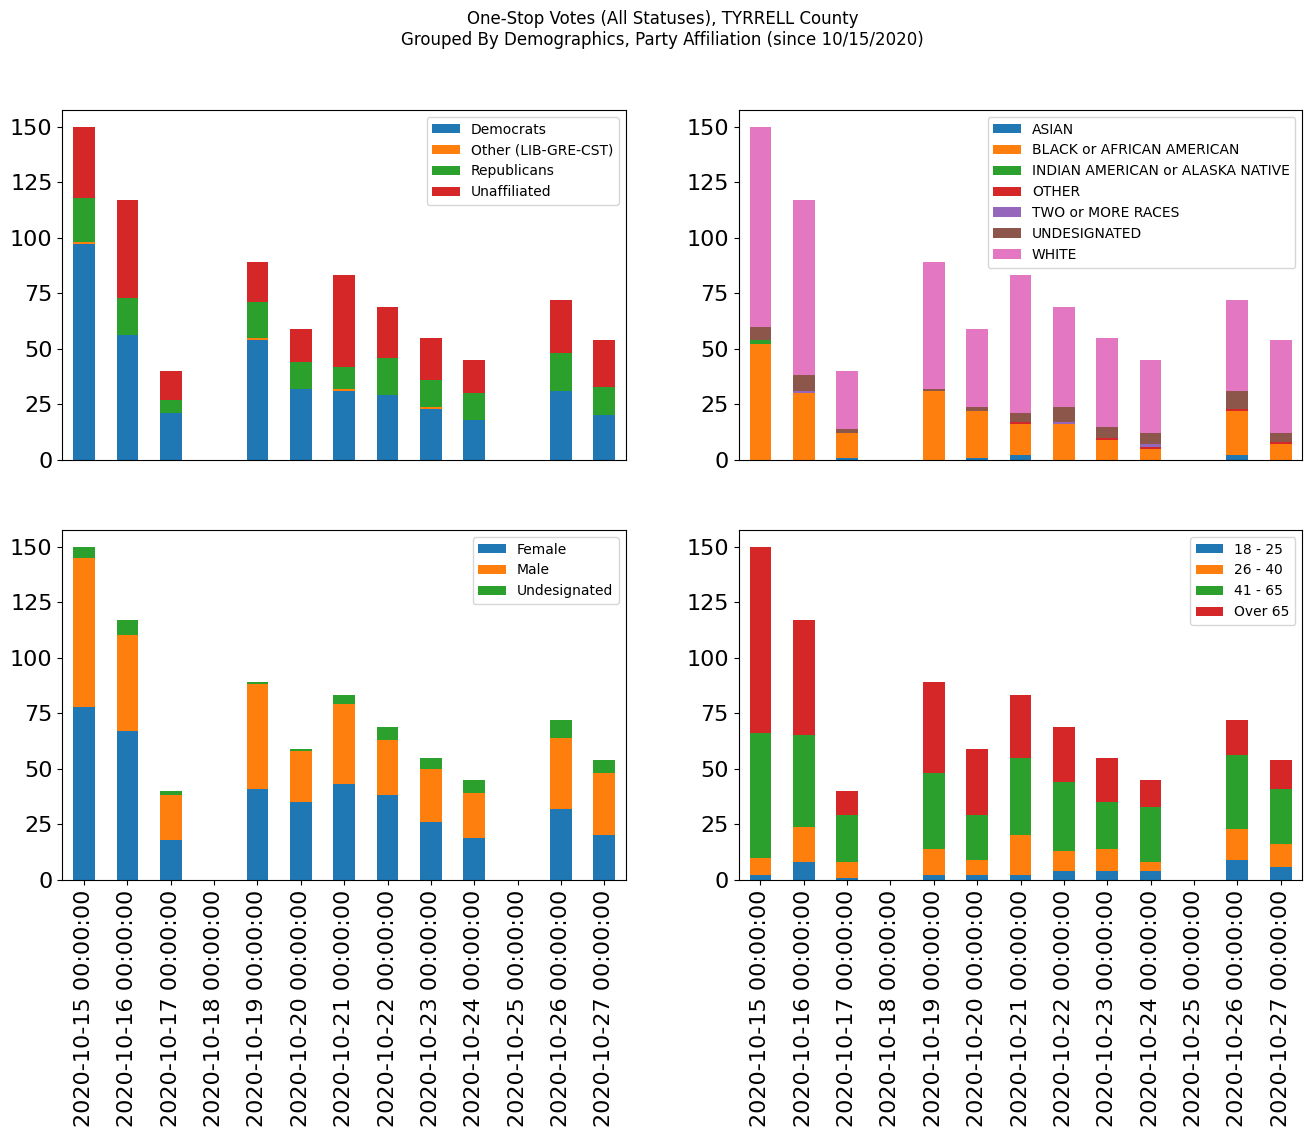 One-Stop Votes (All Statuses), TYRRELL County
Grouped By Demographics, Party Affiliation (since 10/15/2020)
150
125
100
75
50
25
0
Democrats
Other (LIB-GRE-CST)
Republicans
Unaffiliated
150
125
100
75
50
25
0
ASIAN
BLACK or AFRICAN AMERICAN
INDIAN AMERICAN or ALASKA NATIVE
OTHER
TWO or MORE RACES
UNDESIGNATED
WHITE
150
125
100
75
50
25
0
Female
Male
Undesignated
2020-10-15 00:00:00
2020-10-16 00:00:00
2020-10-17 00:00:00
2020-10-18 00:00:00
2020-10-19 00:00:00
2020-10-20 00:00:00
2020-10-21 00:00:00
2020-10-22 00:00:00
2020-10-23 00:00:00
2020-10-24 00:00:00
2020-10-25 00:00:00
2020-10-26 00:00:00
2020-10-27 00:00:00
150
125
100
75
50
25
0
18 - 25
26 - 40
41 - 65
Over 65
2020-10-15 00:00:00
2020-10-16 00:00:00
2020-10-17 00:00:00
2020-10-18 00:00:00
2020-10-19 00:00:00
2020-10-20 00:00:00
2020-10-21 00:00:00
2020-10-22 00:00:00
2020-10-23 00:00:00
2020-10-24 00:00:00
2020-10-25 00:00:00
2020-10-26 00:00:00
2020-10-27 00:00:00